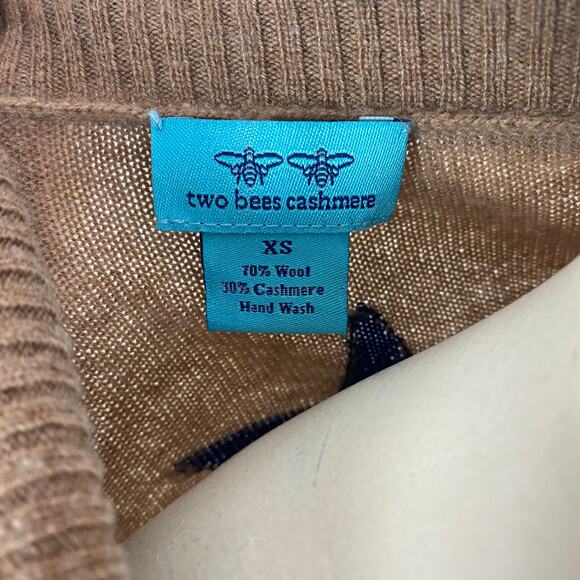 two bees cashmere
XS
70% Wool
30% Cashmere
Hand Wash